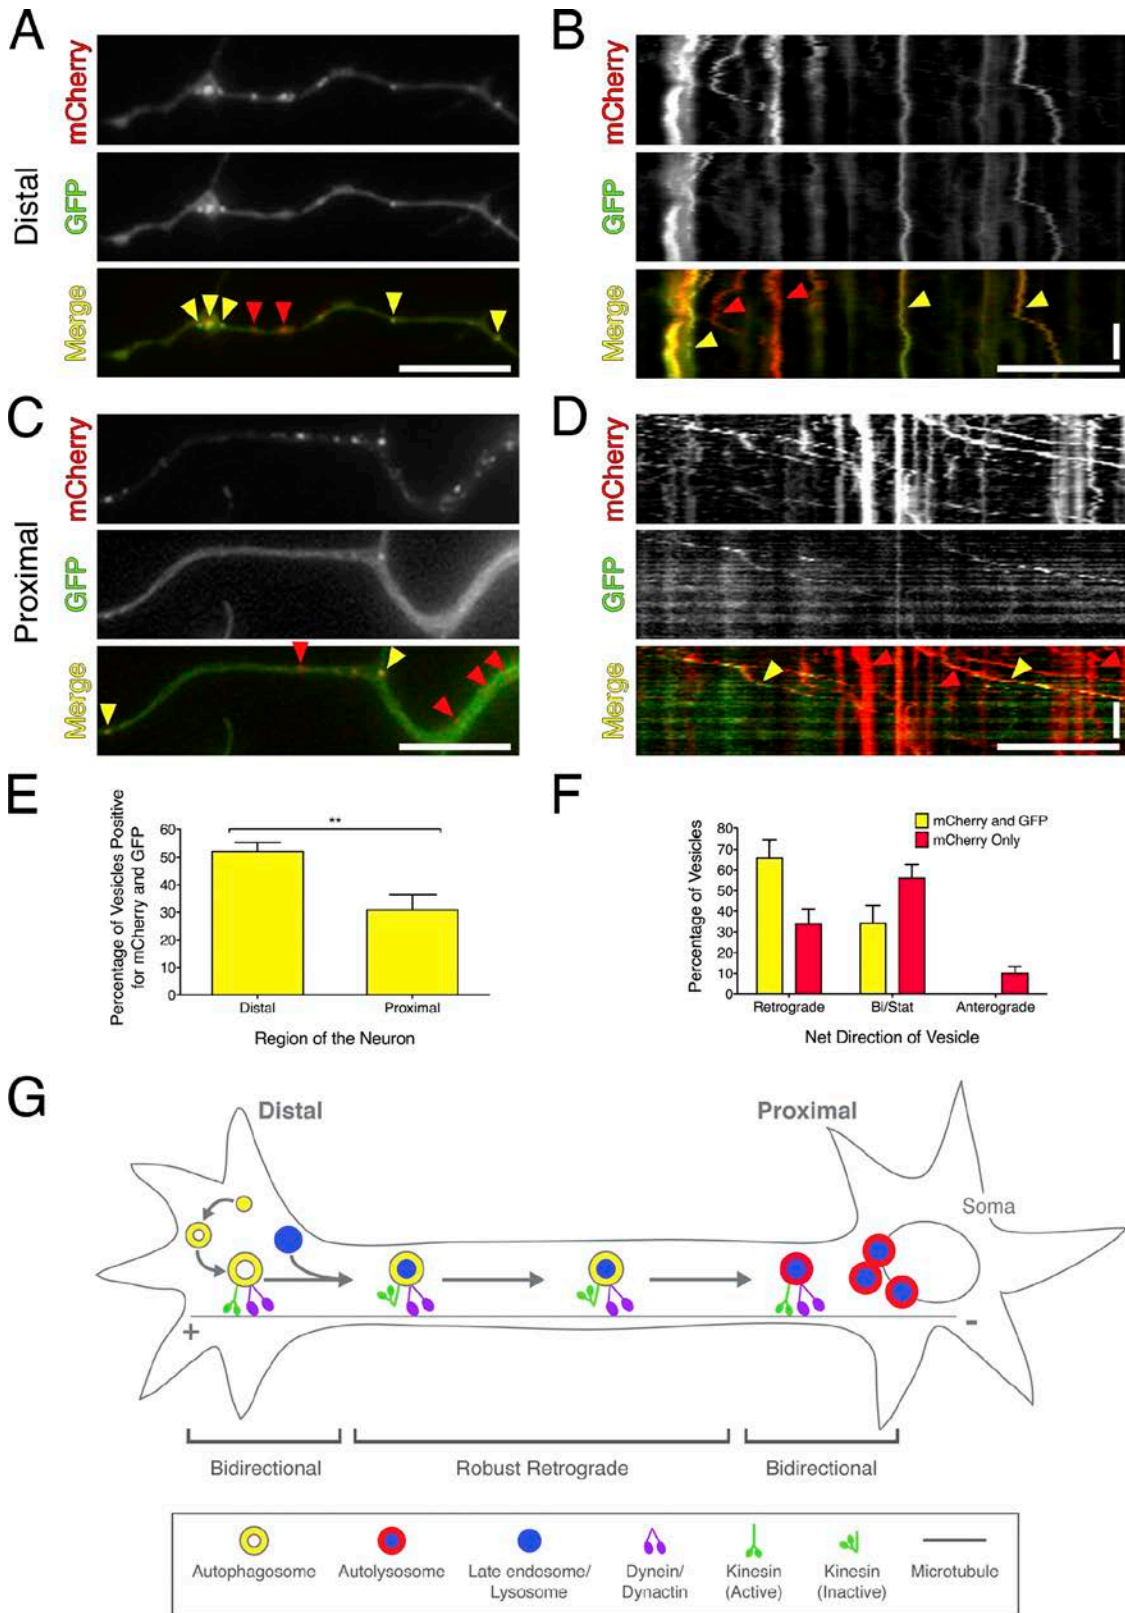 A
B
Distal
mCherry
GFP
Merge
mCherry
GFP
Merge
C
D
Proximal
mCherry
GFP
Merge
mCherry
GFP
Merge
E
Percentage of Vesicles Positive
for mCherry and GFP
60
50
40
30
20
10
0
**
Distal
Proximal
Region of the Neuron
F
Percentage of Vesicles
80
70
60
50
40
30
20
10
0
mCherry and GFP
mCherry Only
Retrograde
Bi/Stat
Anterograde
Net Direction of Vesicle
G
Distal
Proximal
Soma
+
-
Bidirectional
Robust Retrograde
Bidirectional
Autophagosome
Autolysosome
Late endosome/
Lysosome
Dynein/
Dynactin
Kinesin
(Active)
Kinesin
(Inactive)
Microtubule